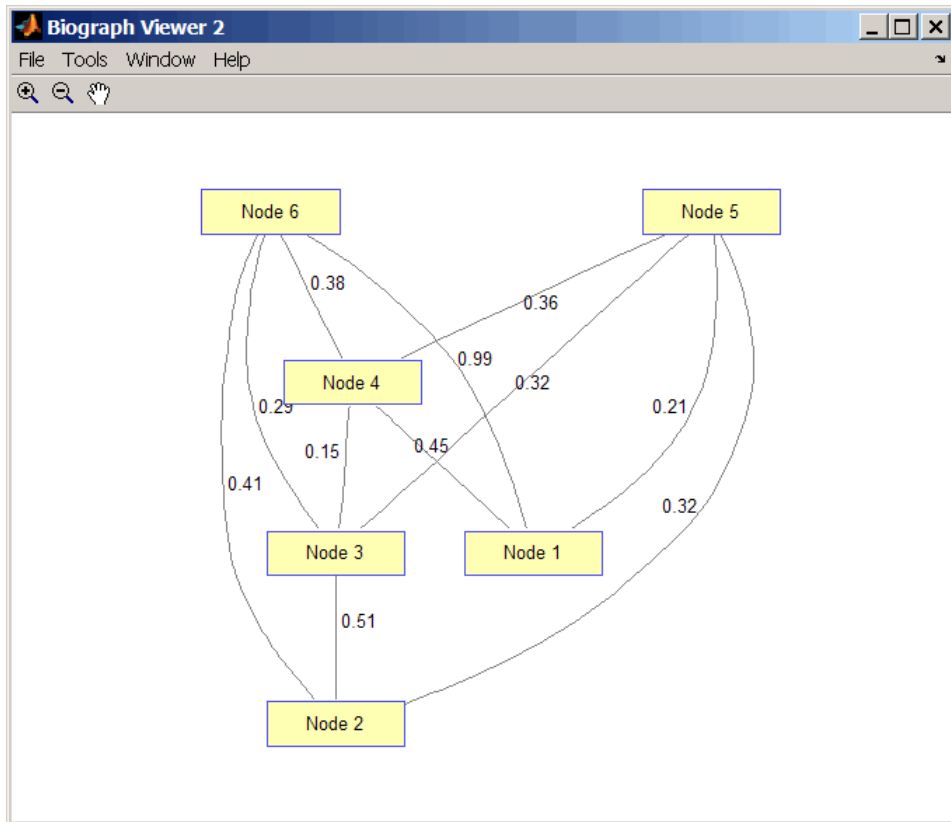 Biograph Viewer 2
File Tools Window Help
Node 6
Node 5
0.38
0.36
0.99
Node 4
0.32
0.29
0.21
0.45
0.15
0.41
0.32
Node 3
Node 1
0.51
Node 2